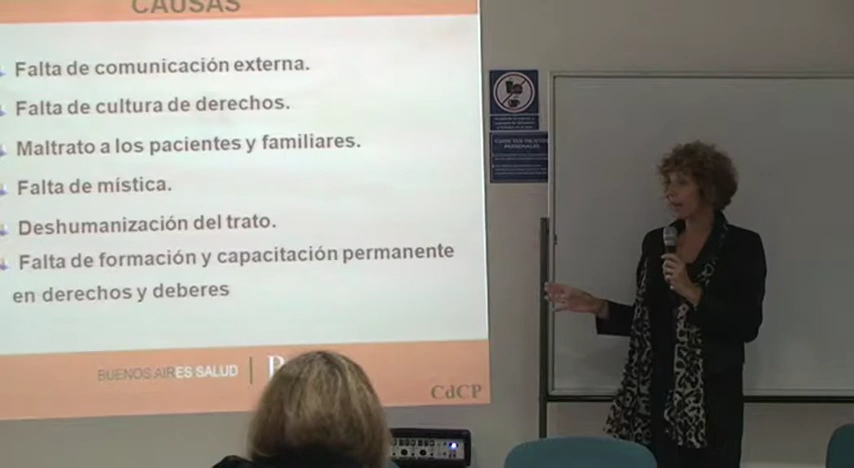 CAUSAS
Falta de comunicación externa.
Falta de cultura de derechos.
Maltrato a los pacientes y familiares.
Falta de mística.
Deshumanización del trato.
Falta de formación y capacitación permanente
en derechos y deberes
BUENOS AIRES SALUD
CdCP